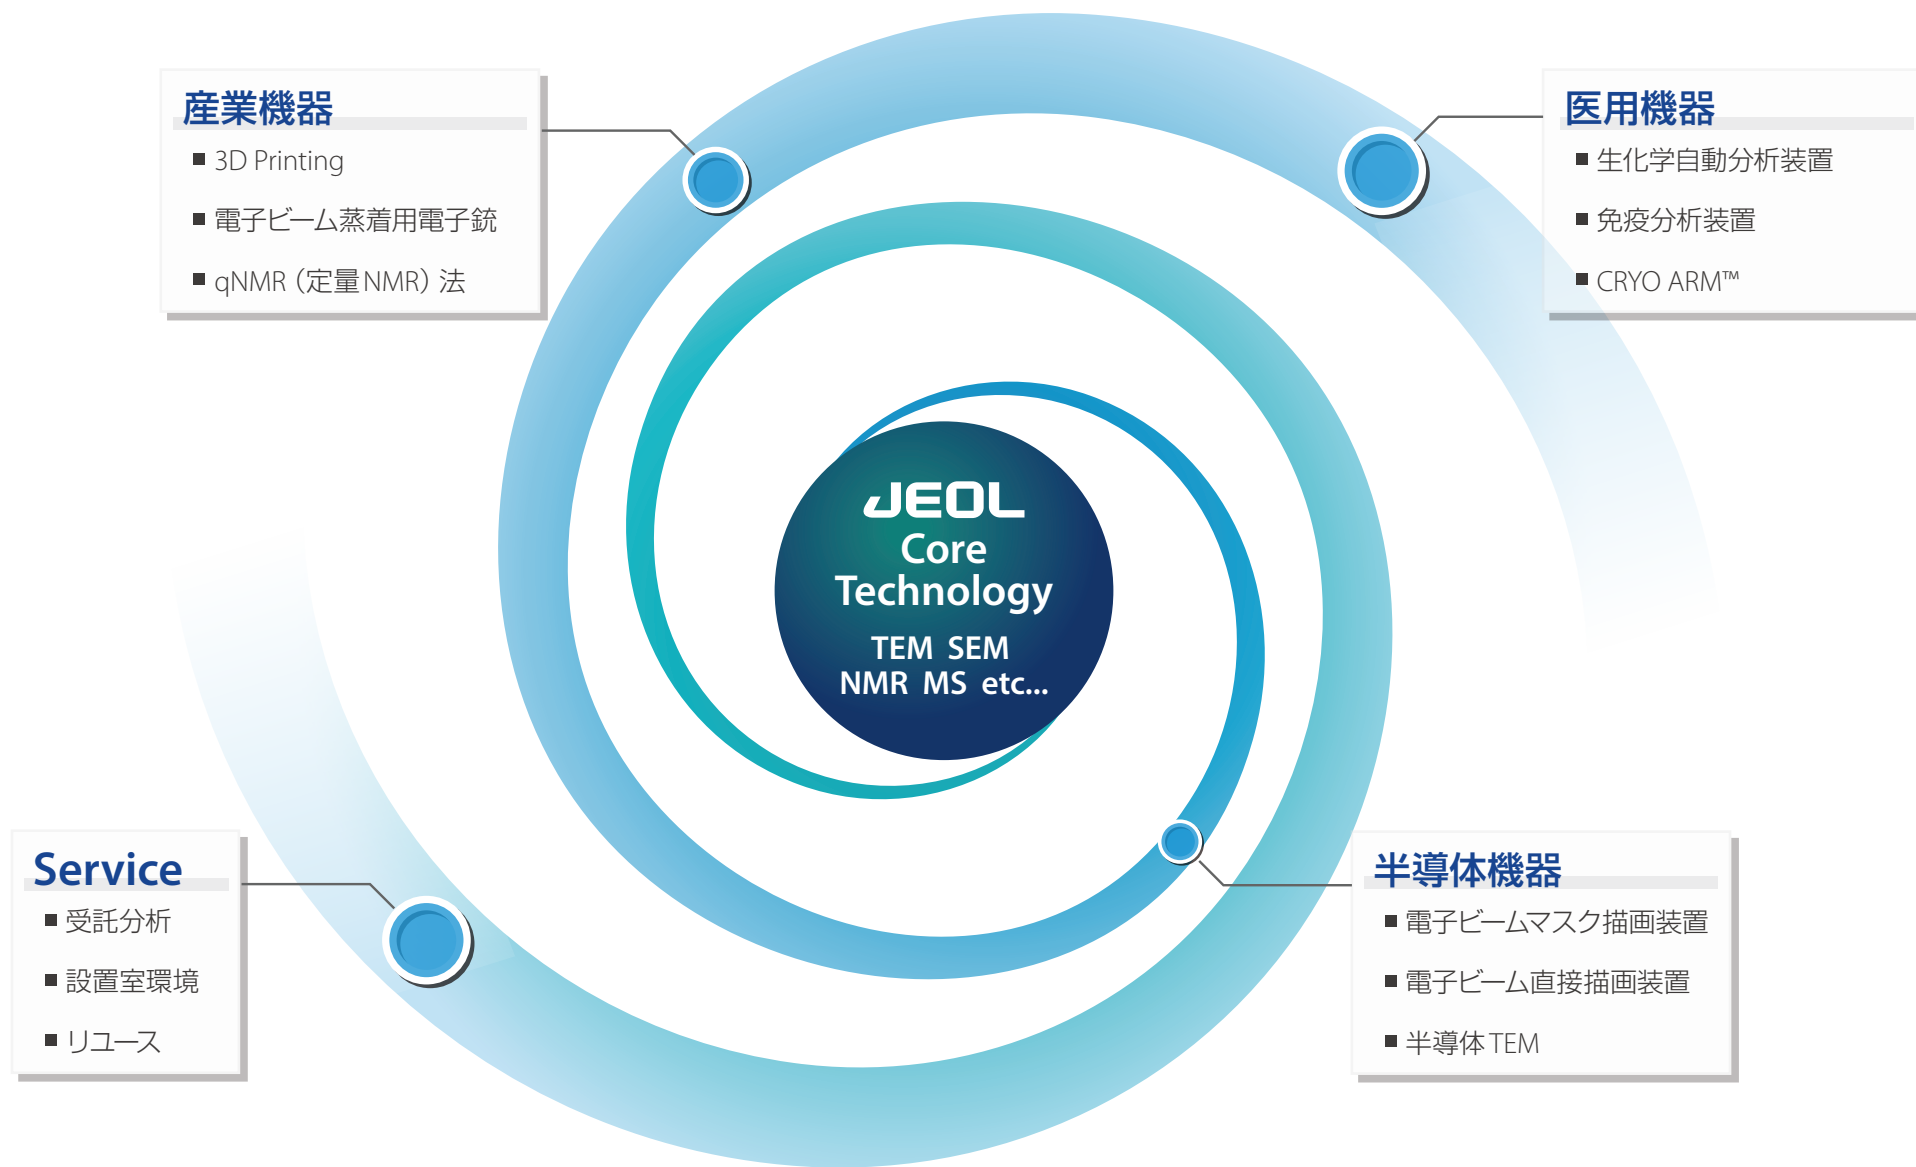 産業機器
■ 3D Printing
■ 電子ビーム蒸着用電子銃
■ qNMR（定量NMR）法
医用機器
■ 生化学自動分析装置
■ 免疫分析装置
■ CRYO ARM™
JEOL
Core
Technology
TEM SEM
NMR MS etc...
Service
■ 受託分析
■ 設置室環境
■ リユース
半導体機器
■ 電子ビームマスク描画装置
■ 電子ビーム直接描画装置
■ 半導体TEM